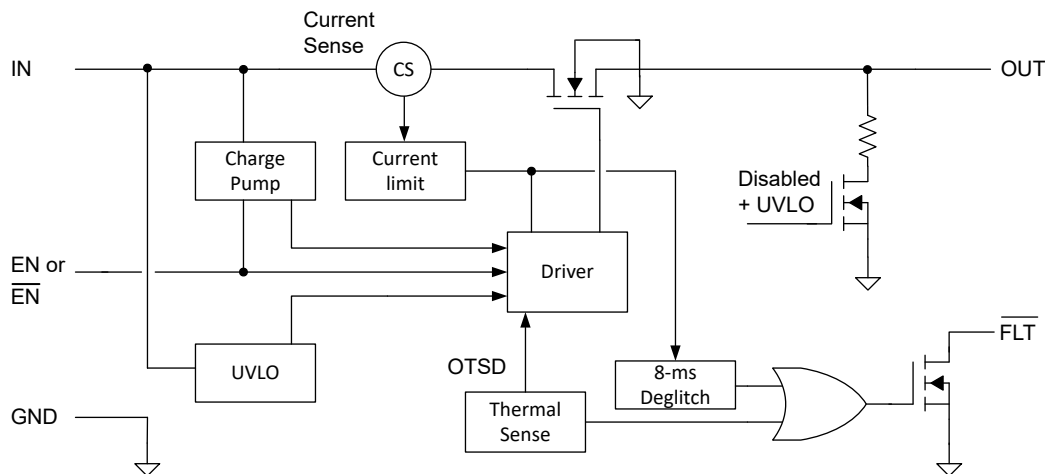 Current
Sense
IN
CS
OUT
Charge
Pump
Current
limit
Disabled
+ UVLO
EN or
EN
Driver
UVLO
OTSD
8-ms
Deglitch
FLT
GND
Thermal
Sense